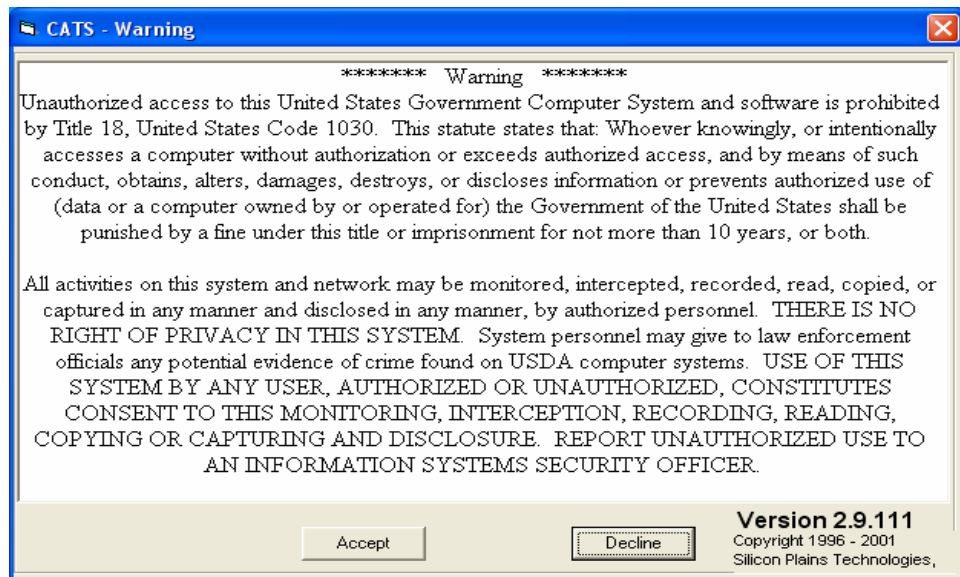 CATS - Warning
******* Warning *******
Unauthorized access to this United States Government Computer System and software is prohibited
by Title 18, United States Code 1030. This statute states that: Whoever knowingly, or intentionally
accesses a computer without authorization or exceeds authorized access, and by means of such
conduct, obtains, alters, damages, destroys, or discloses information or prevents authorized use of
(data or a computer owned by or operated for) the Government of the United States shall be
punished by a fine under this title or imprisonment for not more than 10 years, or both.
All activities on this system and network may be monitored, intercepted, recorded, read, copied, or
captured in any manner and disclosed in any manner, by authorized personnel. THERE IS NO
RIGHT OF PRIVACY IN THIS SYSTEM. System personnel may give to law enforcement
officials any potential evidence of crime found on USDA computer systems. USE OF THIS
SYSTEM BY ANY USER, AUTHORIZED OR UNAUTHORIZED, CONSTITUTES
CONSENT TO THIS MONITORING, INTERCEPTION, RECORDING, READING,
COPYING OR CAPTURING AND DISCLOSURE. REPORT UNAUTHORIZED USE TO
AN INFORMATION SYSTEMS SECURITY OFFICER.
Accept
Decline
Version 2.9.111
Copyright 1996 - 2001
Silicon Plains Technologies,